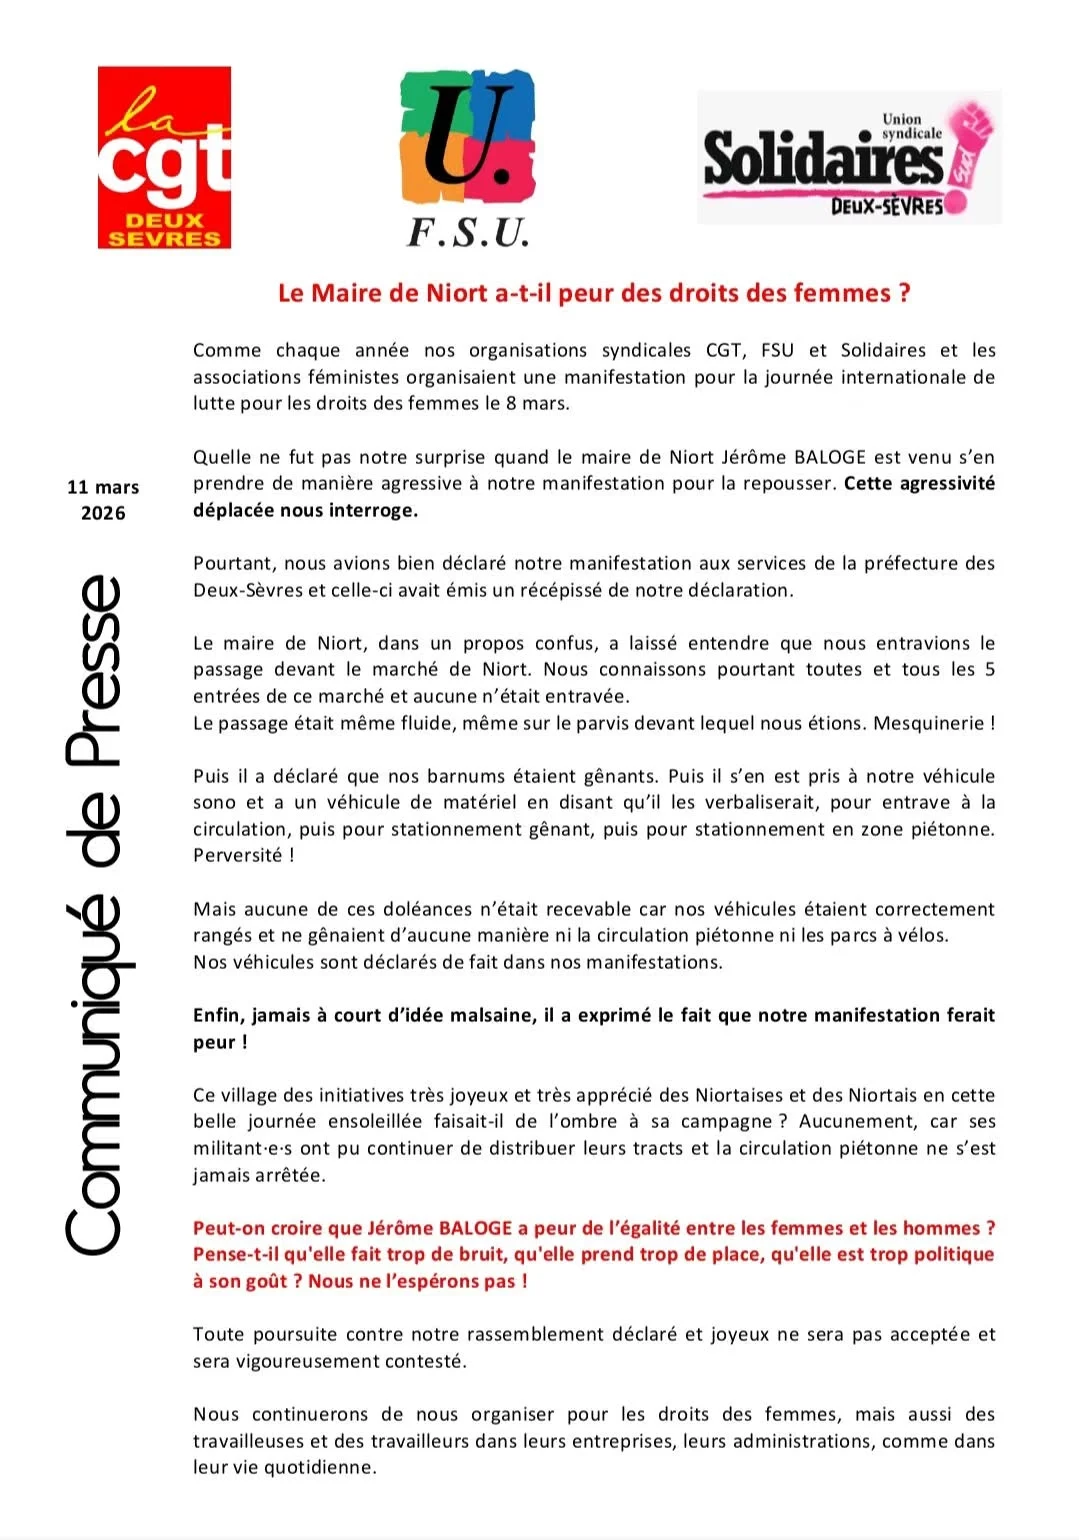 la
cgt
DEUX
SEVRES
U.
F.S.U.
Union
syndicale
Solidaires
SUD
DEUX-SÈVRES
Le Maire de Niort a-t-il peur des droits des femmes ?
Comme chaque année nos organisations syndicales CGT, FSU et Solidaires et les
associations féministes organisaient une manifestation pour la journée internationale de
lutte pour les droits des femmes le 8 mars.
11 mars
2026
Communiqué de Presse
Quelle ne fut pas notre surprise quand le maire de Niort Jérôme BALOGE est venu s’en
prendre de manière agressive à notre manifestation pour la repousser. Cette agressivité
déplacée nous interroge.
Pourtant, nous avions bien déclaré notre manifestation aux services de la préfecture des
Deux-Sèvres et celle-ci avait émis un récépissé de notre déclaration.
Le maire de Niort, dans un propos confus, a laissé entendre que nous entravions le
passage devant le marché de Niort. Nous connaissons pourtant toutes et tous les 5
entrées de ce marché et aucune n’était entravée.
Le passage était même fluide, même sur le parvis devant lequel nous étions. Mesquinerie !
Puis il a déclaré que nos barnums étaient gênants. Puis il s’en est pris à notre véhicule
sono et a un véhicule de matériel en disant qu’il les verbaliserait, pour entrave à la
circulation, puis pour stationnement gênant, puis pour stationnement en zone piétonne.
Perversité !
Mais aucune de ces doléances n’était recevable car nos véhicules étaient correctement
rangés et ne gênaient d’aucune manière ni la circulation piétonne ni les parcs à vélos.
Nos véhicules sont déclarés de fait dans nos manifestations.
Enfin, jamais à court d’idée malsaine, il a exprimé le fait que notre manifestation ferait
peur !
Ce village des initiatives très joyeux et très apprécié des Niortaises et des Niortais en cette
belle journée ensoleillée faisait-il de l’ombre à sa campagne ? Aucunement, car ses
militant·e·s ont pu continuer de distribuer leurs tracts et la circulation piétonne ne s’est
jamais arrêtée.
Peut-on croire que Jérôme BALOGE a peur de l’égalité entre les femmes et les hommes ?
Pense-t-il qu'elle fait trop de bruit, qu'elle prend trop de place, qu'elle est trop politique
à son goût ? Nous ne l’espérons pas !
Toute poursuite contre notre rassemblement déclaré et joyeux ne sera pas acceptée et
sera vigoureusement contesté.
Nous continuerons de nous organiser pour les droits des femmes, mais aussi des
travailleuses et des travailleurs dans leurs entreprises, leurs administrations, comme dans
leur vie quotidienne.